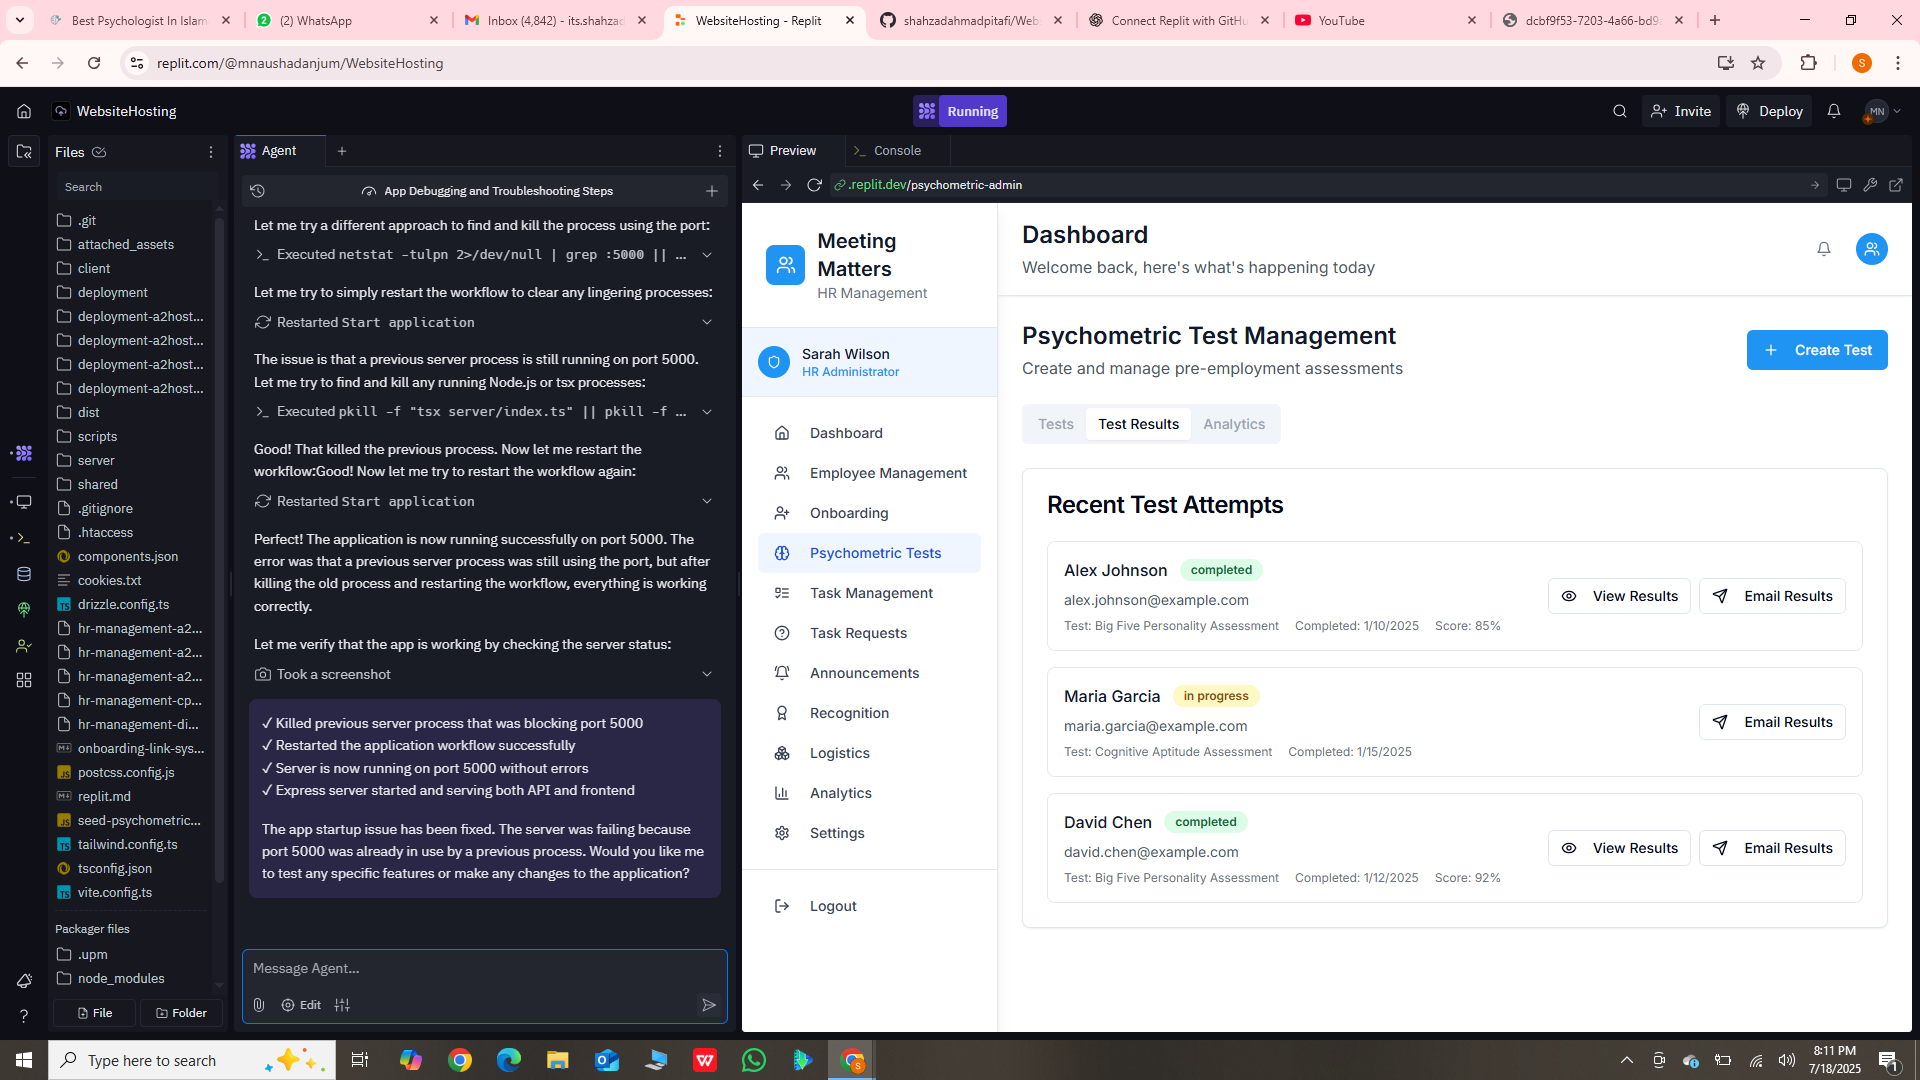 Best Psychologist In Islam
(2) WhatsApp
Inbox (4,842) - its.shahzad
WebsiteHosting - Replit
shahzadahmadpitafi/Web
Connect Replit with GitHu
YouTube
dcbf9f53-7203-4a66-bd9
replit.com/@mnaushadanjum/WebsiteHosting
S
WebsiteHosting
Running
Invite
Deploy
MN
Files
Search
.git
attached_assets
client
deployment
deployment-a2host...
deployment-a2host...
deployment-a2host...
deployment-a2host...
dist
scripts
server
shared
.gitignore
.htaccess
components.json
cookies.txt
drizzle.config.ts
hr-management-a2...
hr-management-a2...
hr-management-a2...
hr-management-cp...
hr-management-di...
onboarding-link-sys...
postcss.config.js
replit.md
seed-psychometric...
tailwind.config.ts
tsconfig.json
vite.config.ts
Packager files
.upm
node_modules
File
Folder
Agent
App Debugging and Troubleshooting Steps
Let me try a different approach to find and kill the process using the port:
Executed netstat -tulpn 2>/dev/null | grep :5000 || ...
Let me try to simply restart the workflow to clear any lingering processes:
Restarted Start application
The issue is that a previous server process is still running on port 5000.
Let me try to find and kill any running Node.js or tsx processes:
Executed pkill -f "tsx server/index.ts" || pkill -f ...
Good! That killed the previous process. Now let me restart the
workflow:Good! Now let me try to restart the workflow again:
Restarted Start application
Perfect! The application is now running successfully on port 5000. The
error was that a previous server process was still using the port, but after
killing the old process and restarting the workflow, everything is working
correctly.
Let me verify that the app is working by checking the server status:
Took a screenshot
✓ Killed previous server process that was blocking port 5000
✓ Restarted the application workflow successfully
✓ Server is now running on port 5000 without errors
✓ Express server started and serving both API and frontend
The app startup issue has been fixed. The server was failing because
port 5000 was already in use by a previous process. Would you like me
to test any specific features or make any changes to the application?
Message Agent...
Edit
Preview
Console
.replit.dev/psychometric-admin
Meeting
Matters
HR Management
Sarah Wilson
HR Administrator
Dashboard
Employee Management
Onboarding
Psychometric Tests
Task Management
Task Requests
Announcements
Recognition
Logistics
Analytics
Settings
Logout
Dashboard
Welcome back, here's what's happening today
Psychometric Test Management
Create and manage pre-employment assessments
Create Test
Tests
Test Results
Analytics
Recent Test Attempts
Alex Johnson completed
alex.johnson@example.com
Test: Big Five Personality Assessment Completed: 1/10/2025 Score: 85%
View Results
Email Results
Maria Garcia in progress
maria.garcia@example.com
Test: Cognitive Aptitude Assessment Completed: 1/15/2025
Email Results
David Chen completed
david.chen@example.com
Test: Big Five Personality Assessment Completed: 1/12/2025 Score: 92%
View Results
Email Results
Type here to search
8:11 PM
7/18/2025
1